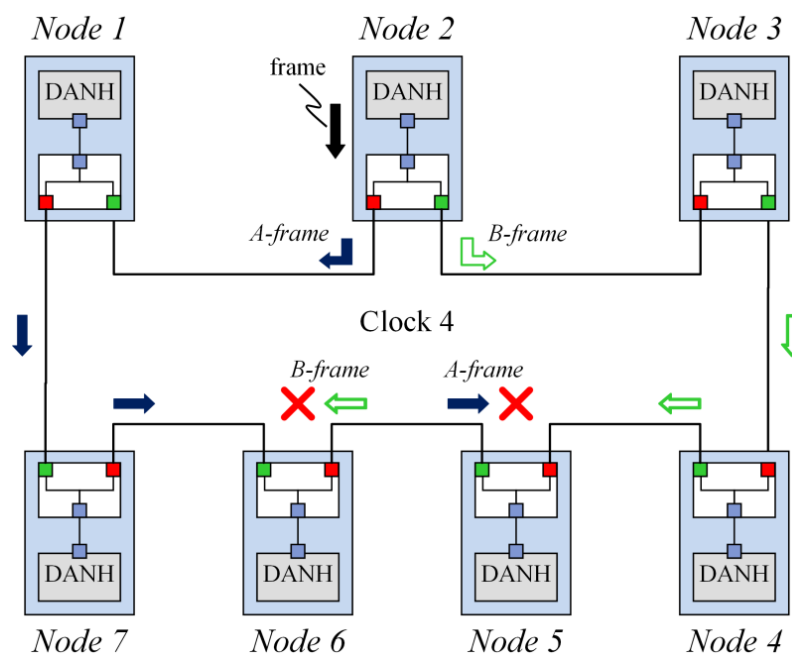 Node 1
Node 2
Node 3
frame
DANH
DANH
DANH
A-frame
B-frame
Clock 4
B-frame
A-frame
DANH
DANH
DANH
DANH
Node 7
Node 6
Node 5
Node 4